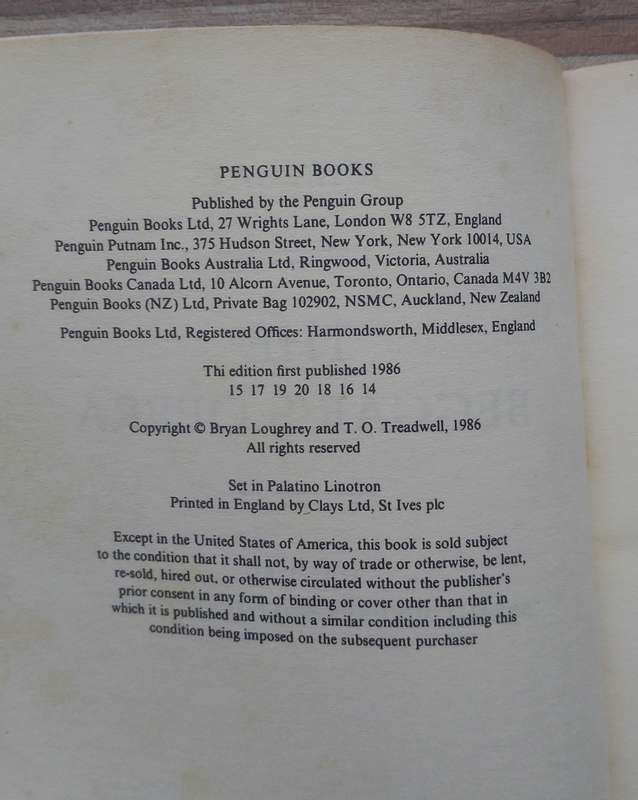 PENGUIN BOOKS
Published by the Penguin Group
Penguin Books Ltd, 27 Wrights Lane, London W8 5TZ, England
Penguin Putnam Inc., 375 Hudson Street, New York, New York 10014, USA
Penguin Books Australia Ltd, Ringwood, Victoria, Australia
Penguin Books Canada Ltd, 10 Alcorn Avenue, Toronto, Ontario, Canada M4V 3B2
Penguin Books (NZ) Ltd, Private Bag 102902, NSMC, Auckland, New Zealand
Penguin Books Ltd, Registered Offices: Harmondsworth, Middlesex, England
Thi edition first published 1986
15 17 19 20 18 16 14
Copyright © Bryan Loughrey and T. O. Treadwell, 1986
All rights reserved
Set in Palatino Linotron
Printed in England by Clays Ltd, St Ives plc
Except in the United States of America, this book is sold subject
to the condition that it shall not, by way of trade or otherwise, be lent,
re-sold, hired out, or otherwise circulated without the publisher's
prior consent in any form of binding or cover other than that in
which it is published and without a similar condition including this
condition being imposed on the subsequent purchaser